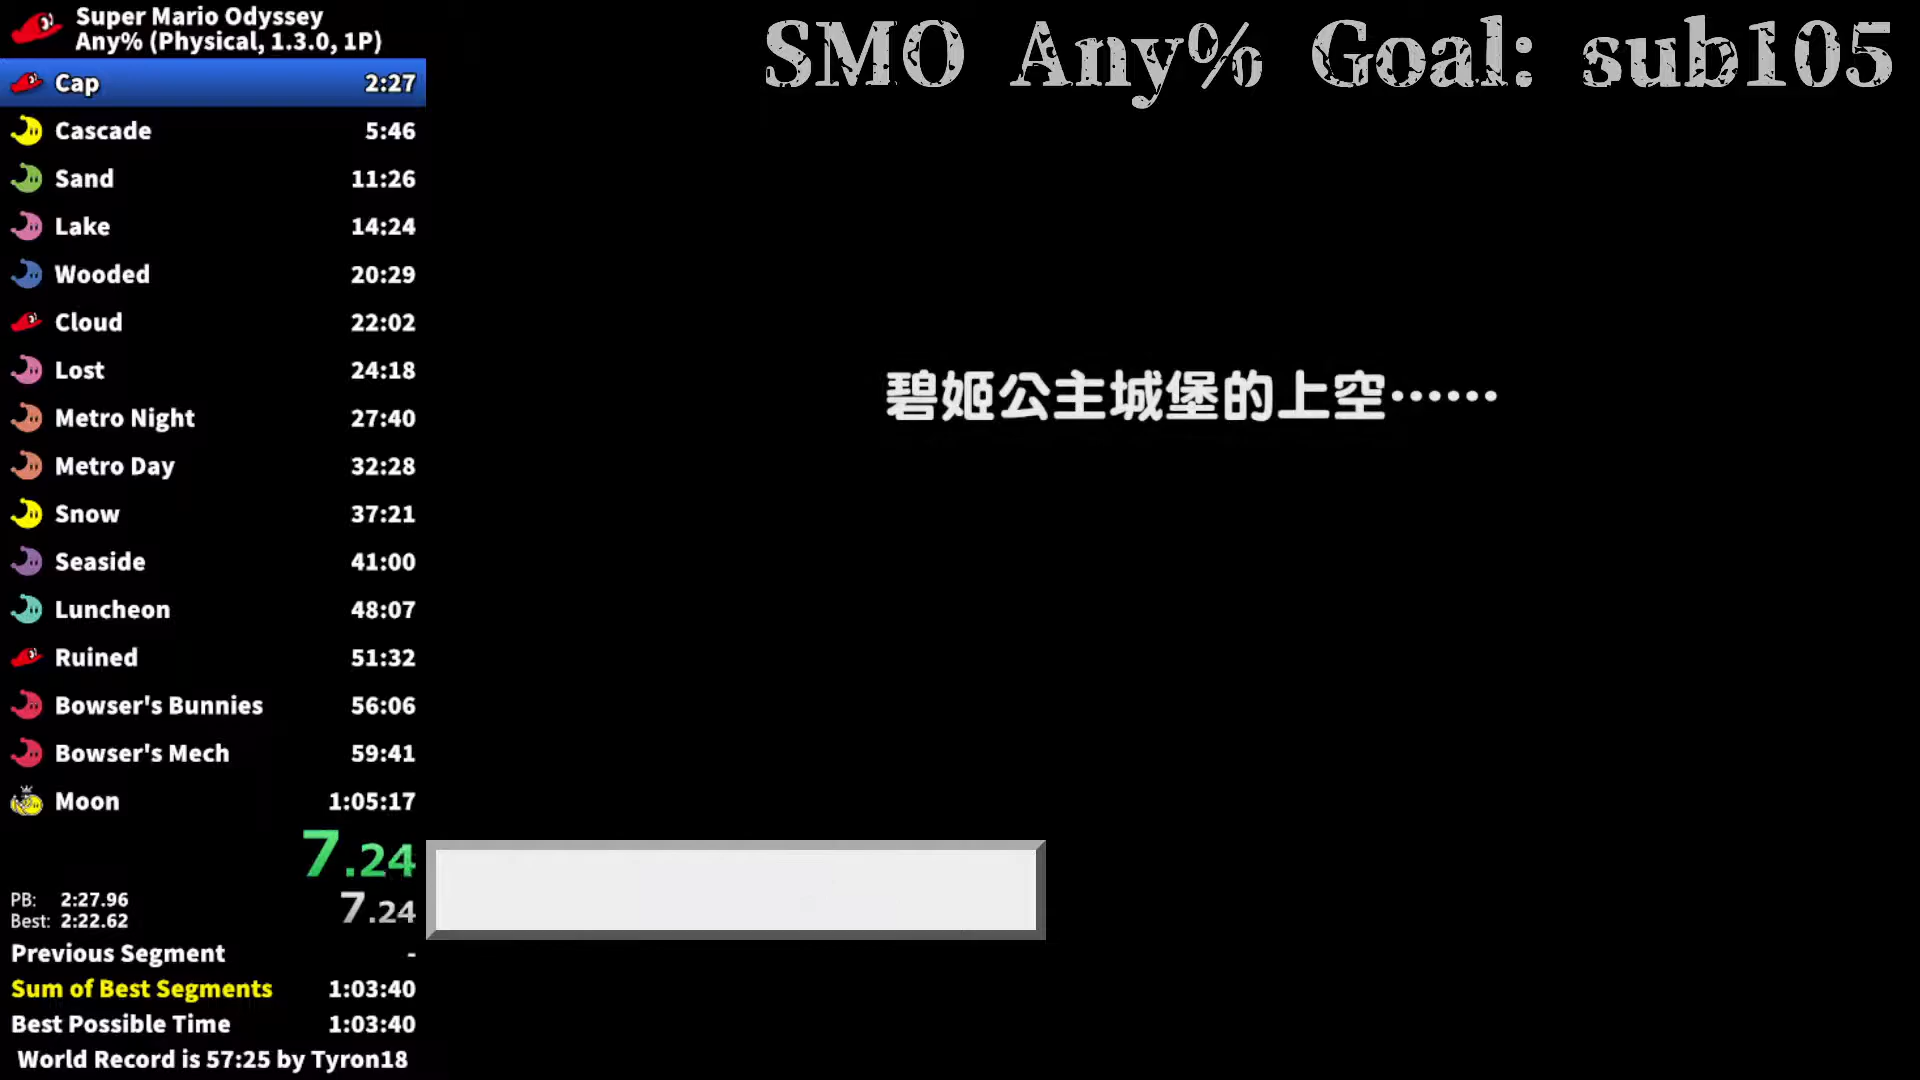 Super Mario Odyssey
Any% (Physical, 1.3.0, 1P)
SMO Any% Goal: sub105
Cap 2:27
Cascade 5:46
Sand 11:26
Lake 14:24
Wooded 20:29
Cloud 22:02
Lost 24:18
碧姬公主城堡的上空……
Metro Night 27:40
Metro Day 32:28
Snow 37:21
Seaside 41:00
Luncheon 48:07
Ruined 51:32
Bowser's Bunnies 56:06
Bowser's Mech 59:41
Moon 1:05:17
7.24
PB: 2:27.96
Best: 2:22.62
7.24
Previous Segment -
Sum of Best Segments 1:03:40
Best Possible Time 1:03:40
World Record is 57:25 by Tyron18